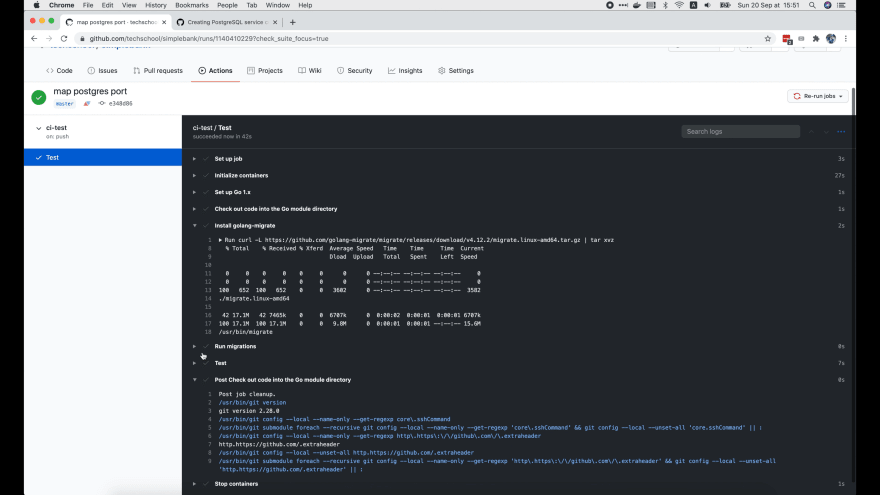 Chrome File Edit View History Bookmarks People Tab Window Help Sun 20 Sep at 15:51
map postgres port · techschool Creating PostgreSQL service
github.com/techschool/simplebank/runs/1140410229?check_suite_focus=true
Code Issues Pull requests Actions Projects Wiki Security Insights Settings
map postgres port
master e348d86
Re-run jobs
ci-test
on: push
Test
ci-test / Test
succeeded now in 42s
Search logs
Set up job 3s
Initialize containers 27s
Set up Go 1.x 1s
Check out code into the Go module directory 1s
Install golang-migrate 2s
1 Run curl -L https://github.com/golang-migrate/migrate/releases/download/v4.12.2/migrate.linux-amd64.tar.gz | tar xvz
8 % Total % Received % Xferd Average Speed Time Time Time Current
9 Dload Upload Total Spent Left Speed
10
11 0 0 0 0 0 0 0 0 --:--:-- --:--:-- --:--:-- 0
12 0 0 0 0 0 0 0 0 --:--:-- --:--:-- --:--:-- 0
13 100 652 100 652 0 0 3602 0 --:--:-- --:--:-- --:--:-- 3582
14 ./migrate.linux-amd64
15
16 42 17.1M 42 7465k 0 0 6707k 0 0:00:02 0:00:01 0:00:01 6707k
17 100 17.1M 100 17.1M 0 0 9.8M 0 0:00:01 0:00:01 --:--:-- 15.6M
18 /usr/bin/migrate
Run migrations 0s
Test 7s
Post Check out code into the Go module directory 0s
1 Post job cleanup.
2 /usr/bin/git version
3 git version 2.28.0
4 /usr/bin/git config --local --name-only --get-regexp core\.sshCommand
5 /usr/bin/git submodule foreach --recursive git config --local --name-only --get-regexp 'core\.sshCommand' && git config --local --unset-all 'core.sshCommand' || :
6 /usr/bin/git config --local --name-only --get-regexp http\.https\:\/\/github\.com\/\.extraheader
7 http.https://github.com/.extraheader
8 /usr/bin/git config --local --unset-all http.https://github.com/.extraheader
9 /usr/bin/git submodule foreach --recursive git config --local --name-only --get-regexp 'http\.https\:\/\/github\.com\/\.extraheader' && git config --local --unset-all
'http.https://github.com/.extraheader' || :
Stop containers 1s